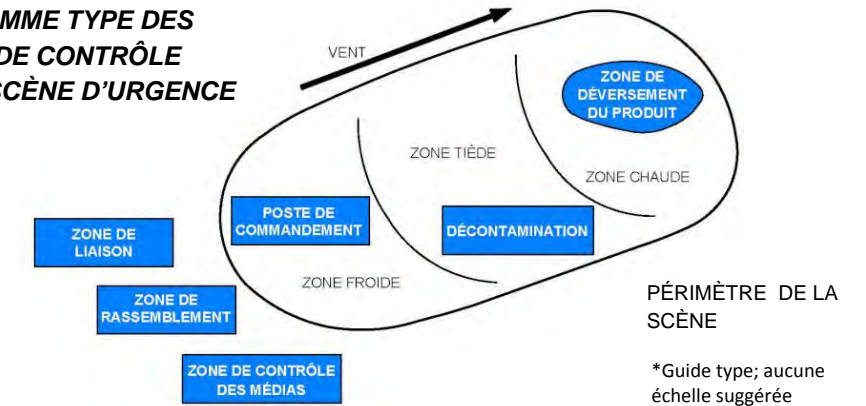 MME TYPE DES
DE CONTRÔLE
SCÈNE D'URGENCE
VENT
ZONE DE
DÉVERSEMENT
DU PRODUIT
ZONE TIÈDE
ZONE CHAUDE
POSTE DE
COMMANDEMENT
DÉCONTAMINATION
ZONE DE
LIAISON
ZONE FROIDE
ZONE DE
RASSEMBLEMENT
PÉRIMÈTRE DE LA
SCÈNE
ZONE DE CONTRÔLE
DES MÉDIAS
*Guide type; aucune
échelle suggérée